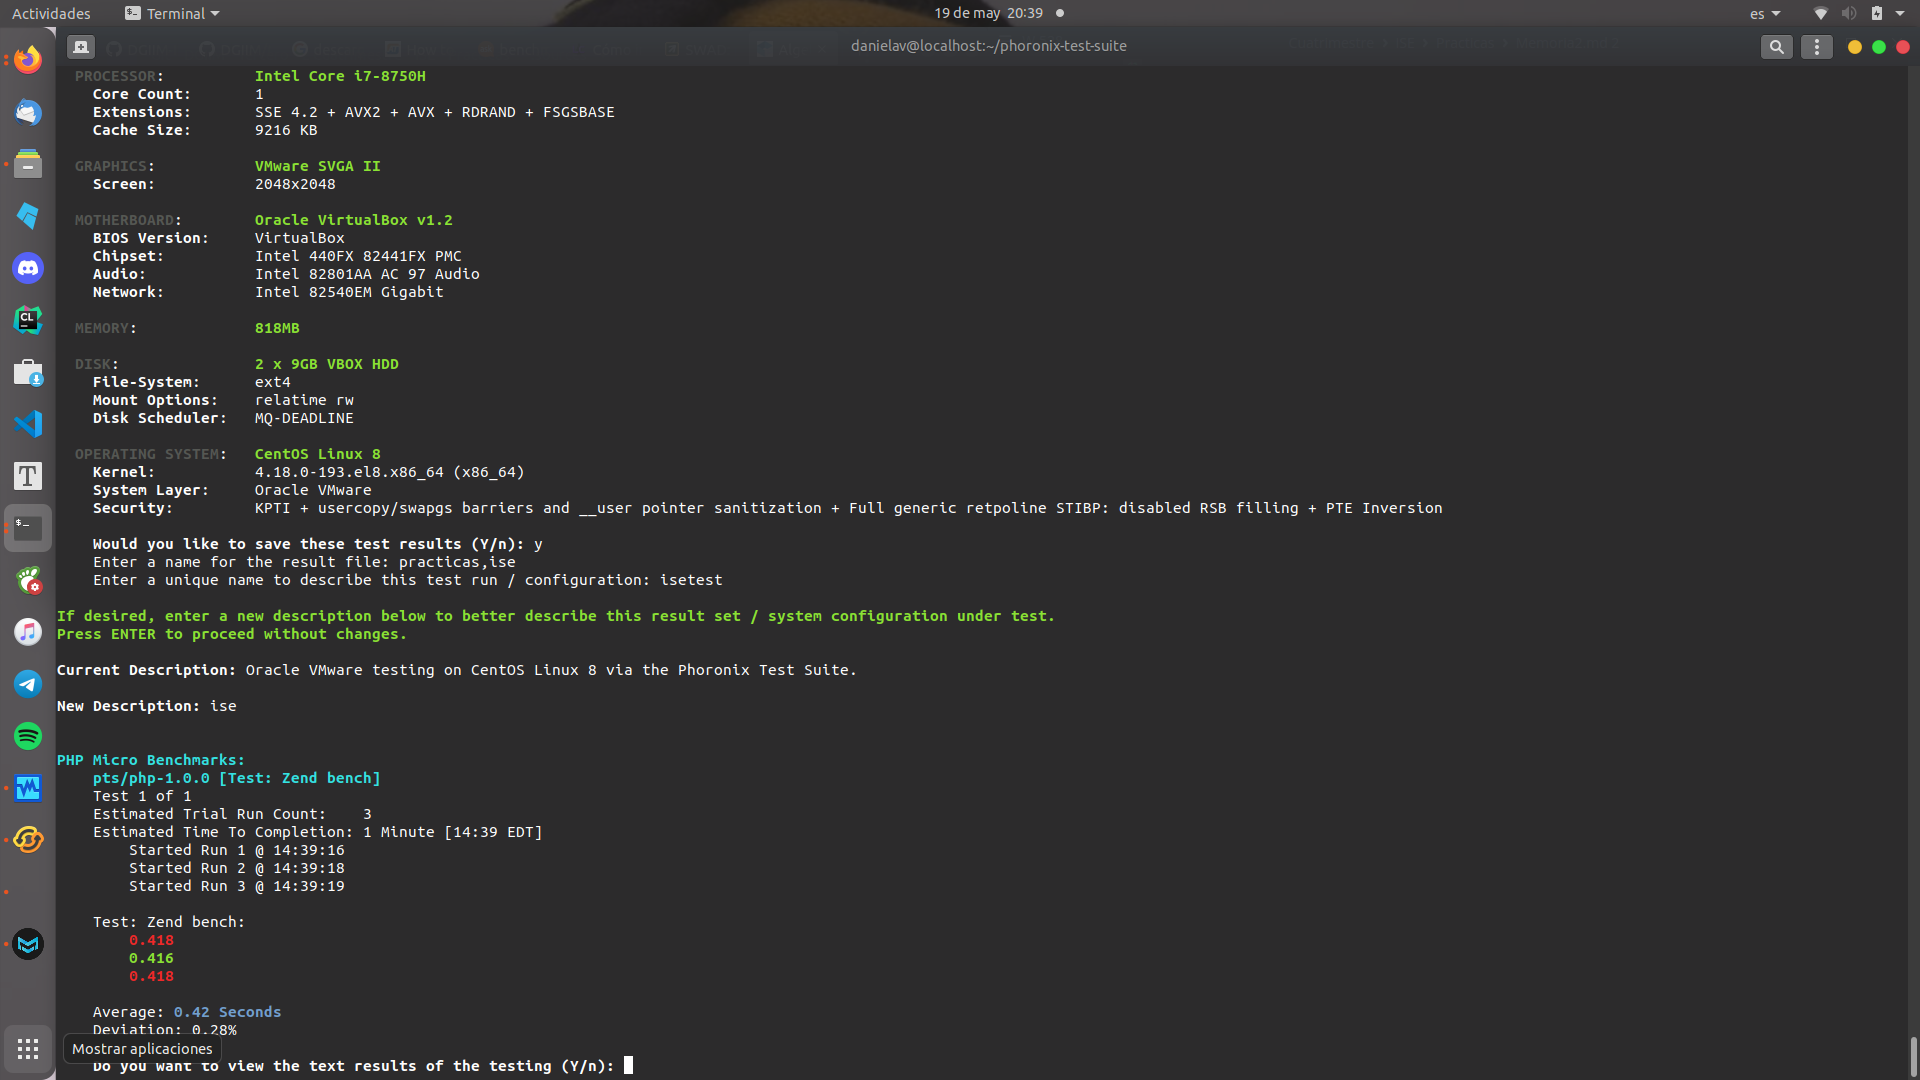 Actividades
Terminal
19 de may 20:39
es
danielav@localhost:~/phoronix-test-suite
PROCESSOR: Intel Core i7-8750H
Core Count: 1
Extensions: SSE 4.2 + AVX2 + AVX + RDRAND + FSGSBASE
Cache Size: 9216 KB
GRAPHICS: VMware SVGA II
Screen: 2048x2048
MOTHERBOARD: Oracle VirtualBox v1.2
BIOS Version: VirtualBox
Chipset: Intel 440FX 82441FX PMC
Audio: Intel 82801AA AC 97 Audio
Network: Intel 82540EM Gigabit
MEMORY: 818MB
DISK: 2 x 9GB VBOX HDD
File-System: ext4
Mount Options: relatime rw
Disk Scheduler: MQ-DEADLINE
OPERATING SYSTEM: CentOS Linux 8
Kernel: 4.18.0-193.el8.x86_64 (x86_64)
System Layer: Oracle VMware
Security: KPTI + usercopy/swapgs barriers and __user pointer sanitization + Full generic retpoline STIBP: disabled RSB filling + PTE Inversion
Would you like to save these test results (Y/n): y
Enter a name for the result file: practicas,ise
Enter a unique name to describe this test run / configuration: isetest
If desired, enter a new description below to better describe this result set / system configuration under test.
Press ENTER to proceed without changes.
Current Description: Oracle VMware testing on CentOS Linux 8 via the Phoronix Test Suite.
New Description: ise
PHP Micro Benchmarks:
pts/php-1.0.0 [Test: Zend bench]
Test 1 of 1
Estimated Trial Run Count: 3
Estimated Time To Completion: 1 Minute [14:39 EDT]
Started Run 1 @ 14:39:16
Started Run 2 @ 14:39:18
Started Run 3 @ 14:39:19
Test: Zend bench:
0.418
0.416
0.418
Average: 0.42 Seconds
Deviation: 0.28%
Mostrar aplicaciones
Do you want to view the text results of the testing (Y/n):
CL
T